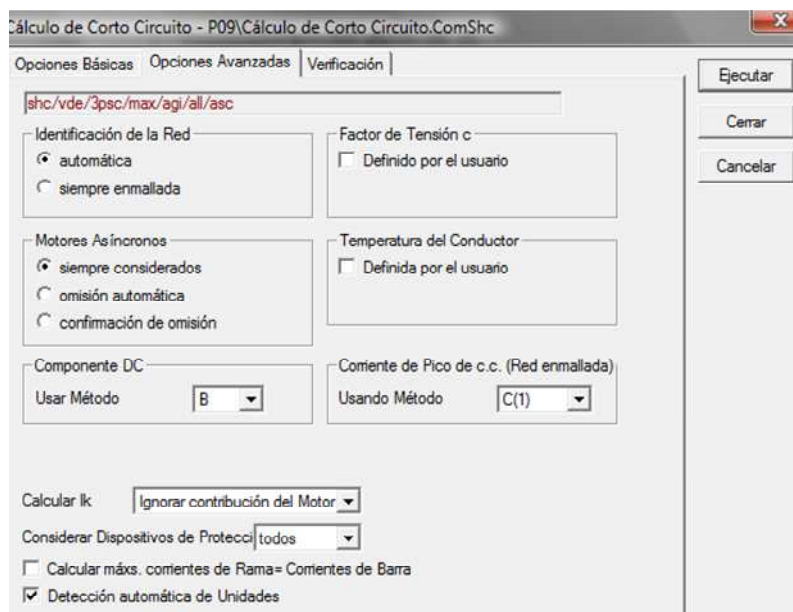 Cálculo de Corto Circuito - P09\Cálculo de Corto Circuito.ComShc
Opciones Básicas Opciones Avanzadas Verificación
Ejecutar
Cerrar
Cancelar
shc/vde/3psc/max/agi/all/asc
Identificación de la Red
automática
siempre enmallada
Factor de Tensión c
Definido por el usuario
Motores Asíncronos
siempre considerados
omisión automática
confirmación de omisión
Temperatura del Conductor
Definida por el usuario
Componente DC
Usar Método B
Corriente de Pico de c.c. (Red enmallada)
Usando Método C(1)
Calcular Ik Ignorar contribución del Motor
Considerar Dispositivos de Protecci todos
Calcular máxs. corrientes de Rama= Corrientes de Barra
Detección automática de Unidades